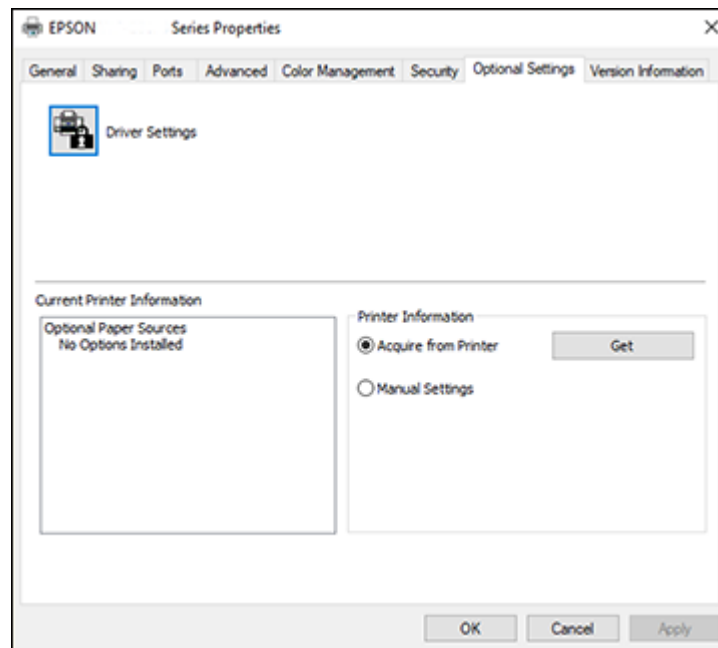 EPSON Series Properties
General Sharing Ports Advanced Color Management Security Optional Settings Version Information
Driver Settings
Current Printer Information
Optional Paper Sources
No Options Installed
Printer Information
Acquire from Printer Get
Manual Settings
OK Cancel Apply